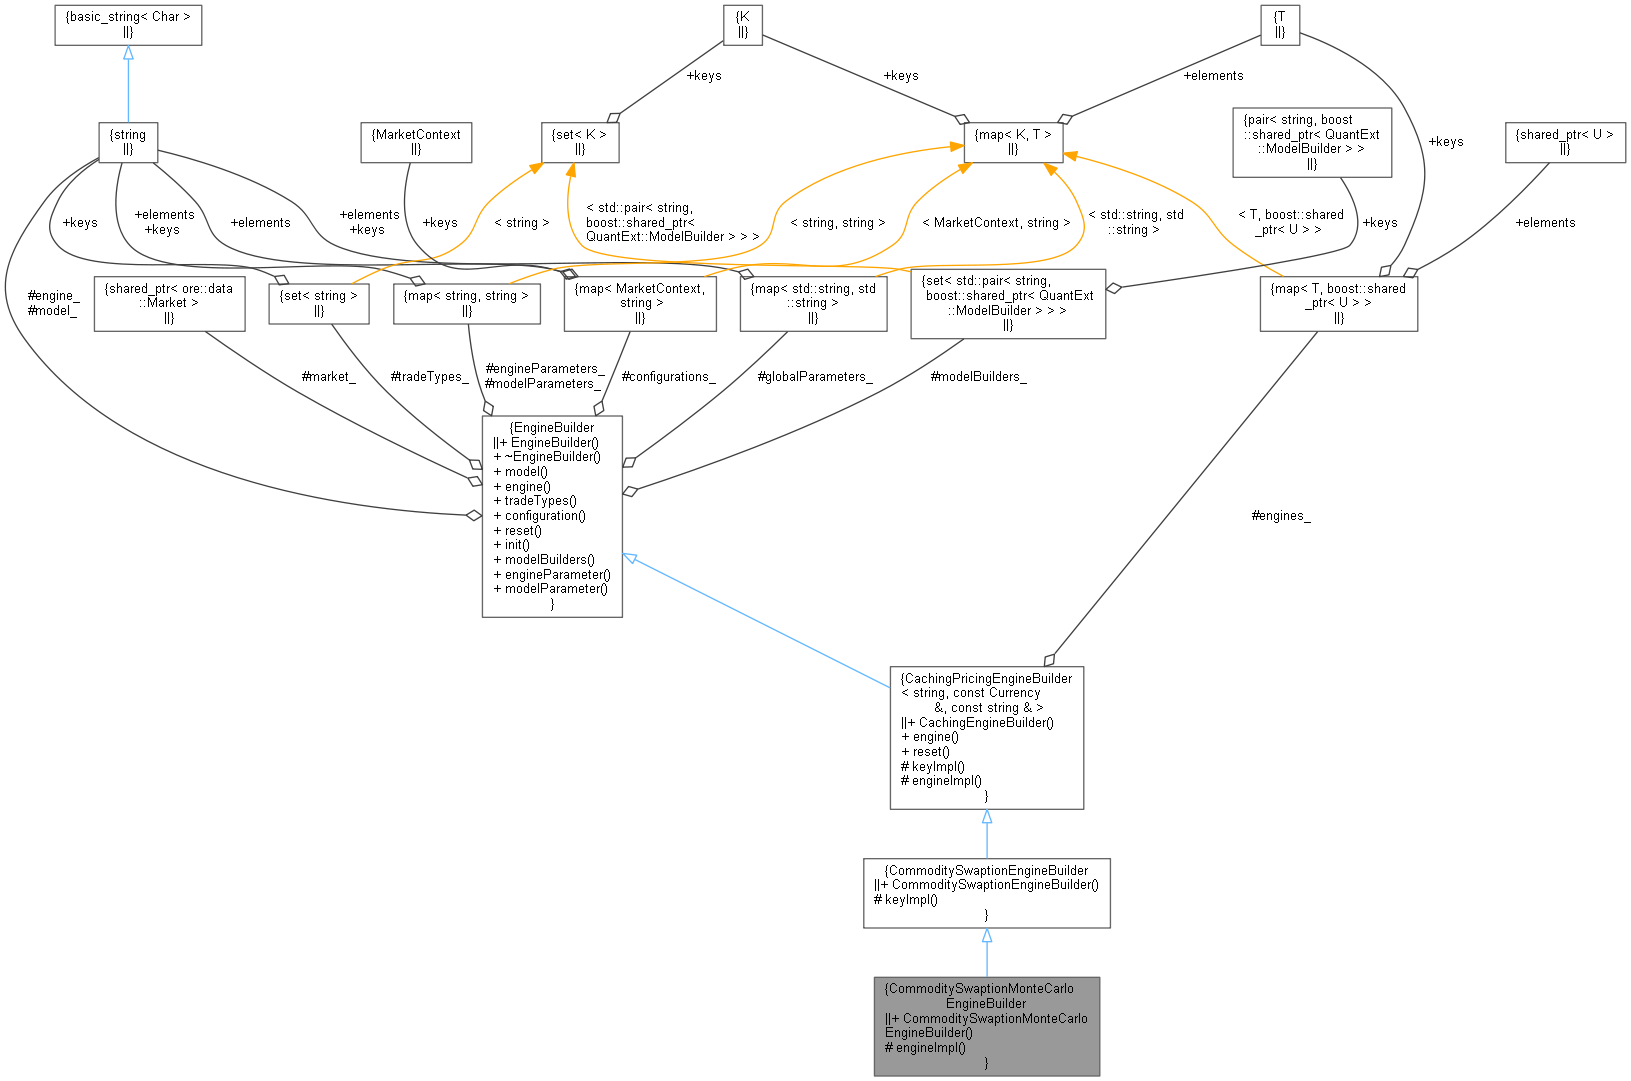 {basic_string< Char >
||}
{K
||}
{T
||}
+keys
+keys
+elements
{string
||}
{MarketContext
||}
{set< K >
||}
{map< K, T >
||}
{pair< string, boost
::shared_ptr< QuantExt
::ModelBuilder > >
||}
+keys
{shared_ptr< U >
||}
+keys
+elements
+keys
+elements
+elements
+keys
+keys
< string >
< std::pair< string,
boost::shared_ptr<
QuantExt::ModelBuilder > > >
< string, string >
< MarketContext, string >
< std::string, std
::string >
< T, boost::shared
_ptr< U > >
+keys
+elements
#engine_
#model_
{shared_ptr< ore::data
::Market >
||}
{set< string >
||}
{map< string, string >
||}
{map< MarketContext,
string >
||}
{map< std::string, std
::string >
||}
{set< std::pair< string,
boost::shared_ptr< QuantExt
::ModelBuilder > > >
||}
{map< T, boost::shared
_ptr< U > >
||}
#market_
#tradeTypes_
#engineParameters_
#modelParameters_
#configurations_
#globalParameters_
#modelBuilders_
{EngineBuilder
||+ EngineBuilder()
+ ~EngineBuilder()
+ model()
+ engine()
+ tradeTypes()
+ configuration()
+ reset()
+ init()
+ modelBuilders()
+ engineParameter()
+ modelParameter()
}
#engines_
{CachingPricingEngineBuilder
< string, const Currency
&, const string & >
||+ CachingEngineBuilder()
+ engine()
+ reset()
# keyImpl()
# engineImpl()
}
{CommoditySwaptionEngineBuilder
||+ CommoditySwaptionEngineBuilder()
# keyImpl()
}
{CommoditySwaptionMonteCarlo
EngineBuilder
||+ CommoditySwaptionMonteCarlo
EngineBuilder()
# engineImpl()
}